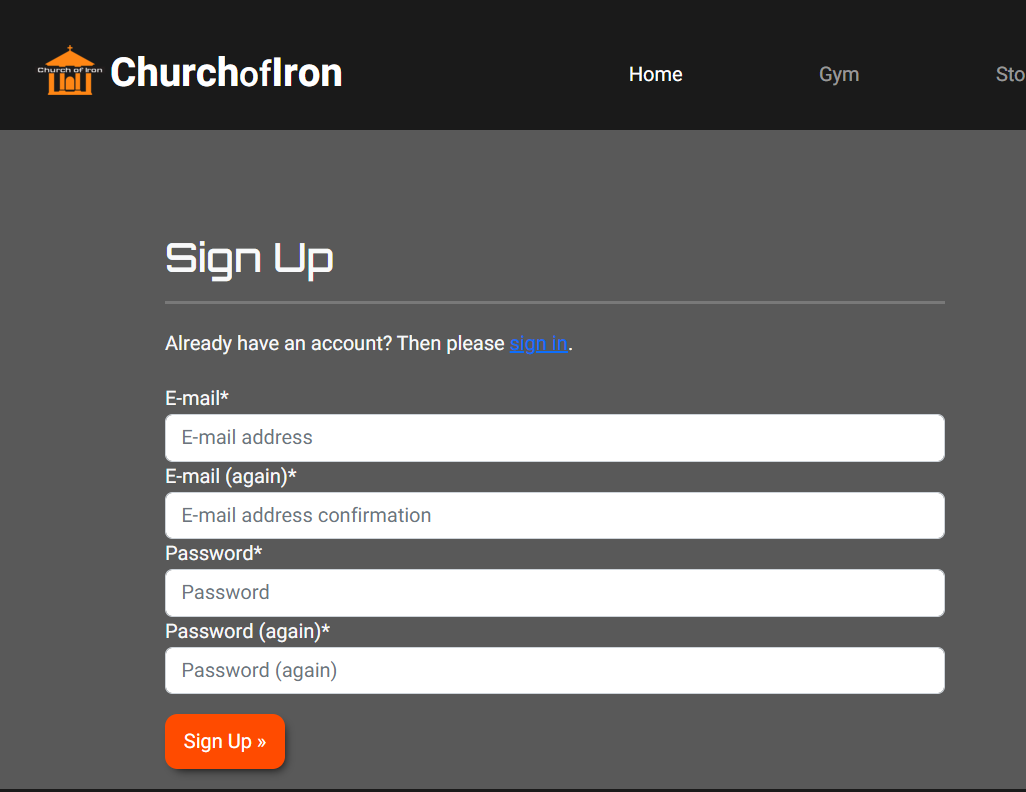 Church of Iron
ChurchofIron
Home
Gym
Sto
Sign Up
Already have an account? Then please sign in.
E-mail*
E-mail address
E-mail (again)*
E-mail address confirmation
Password*
Password
Password (again)*
Password (again)
Sign Up »